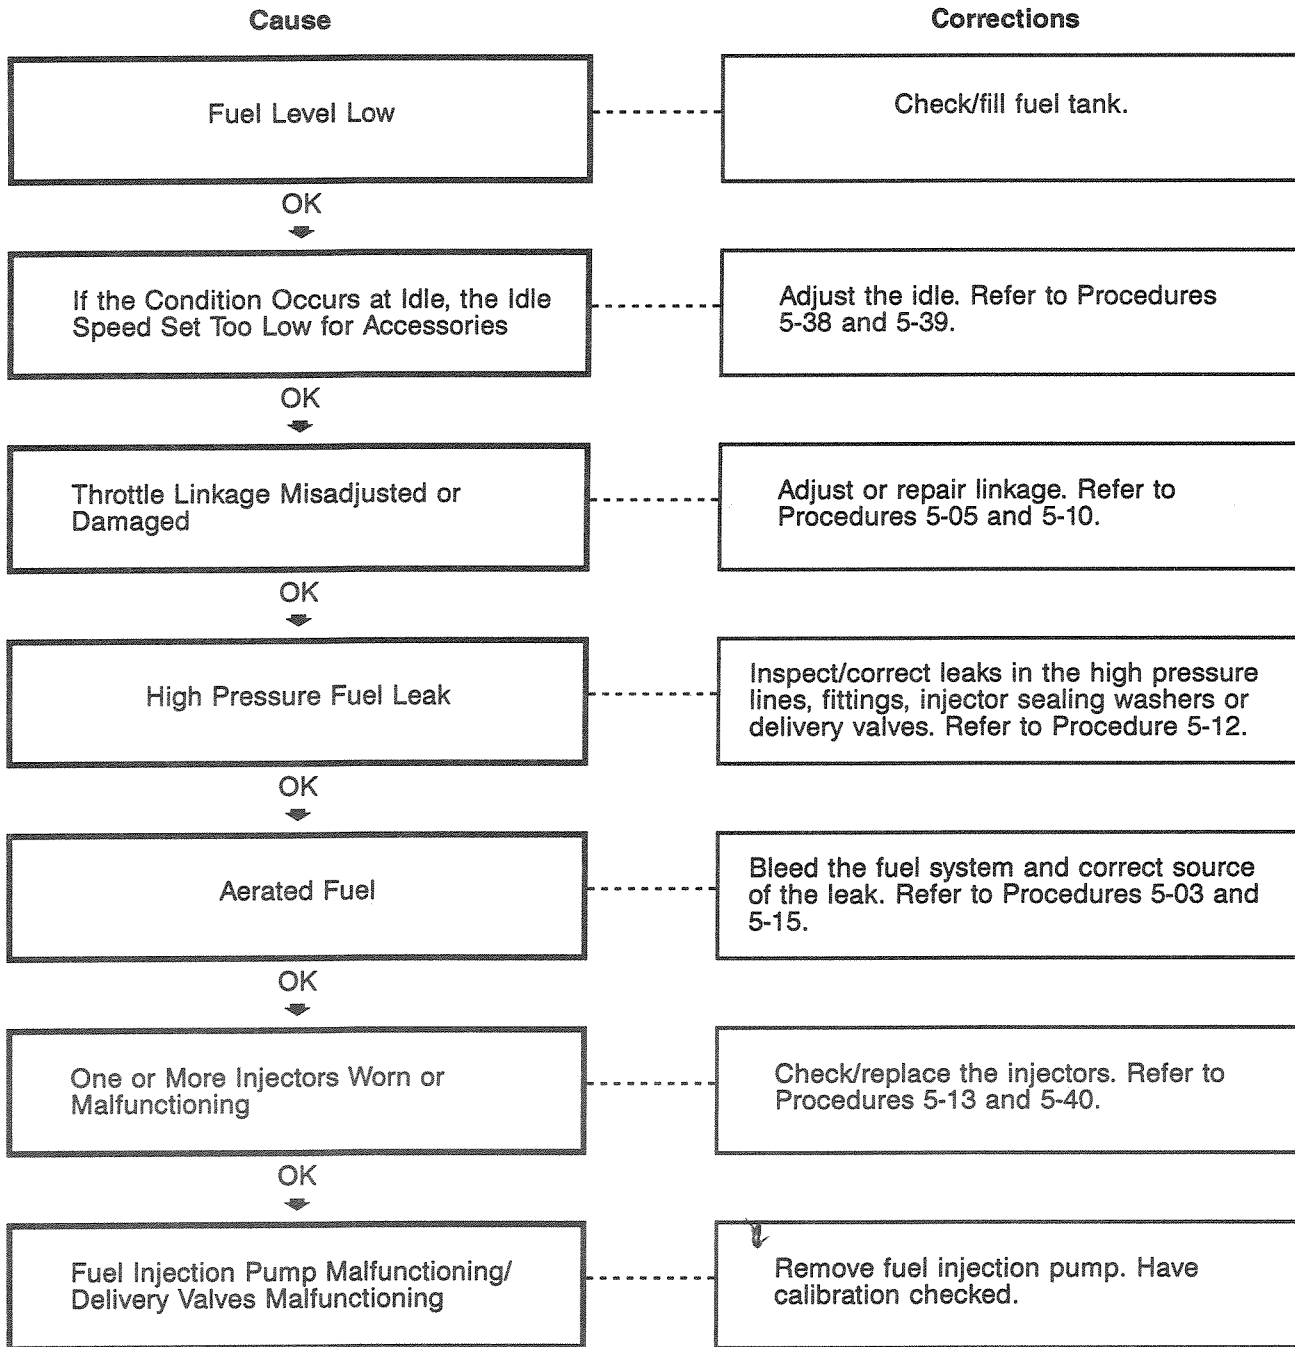 Cause
Corrections
Fuel Level Low
Check/fill fuel tank.
OK
If the Condition Occurs at Idle, the Idle
Speed Set Too Low for Accessories
Adjust the idle. Refer to Procedures
5-38 and 5-39.
OK
Throttle Linkage Misadjusted or
Damaged
Adjust or repair linkage. Refer to
Procedures 5-05 and 5-10.
OK
High Pressure Fuel Leak
Inspect/correct leaks in the high pressure
lines, fittings, injector sealing washers or
delivery valves. Refer to Procedure 5-12.
OK
Aerated Fuel
Bleed the fuel system and correct source
of the leak. Refer to Procedures 5-03 and
5-15.
OK
One or More Injectors Worn or
Malfunctioning
Check/replace the injectors. Refer to
Procedures 5-13 and 5-40.
OK
Fuel Injection Pump Malfunctioning/
Delivery Valves Malfunctioning
Remove fuel injection pump. Have
calibration checked.